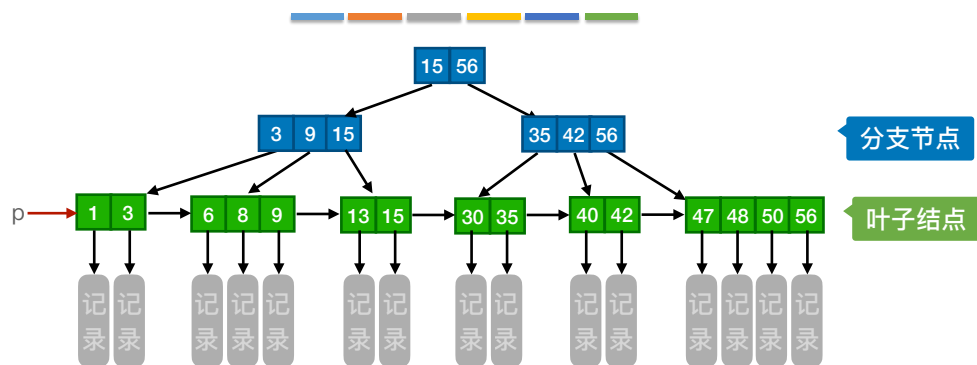 15 56
3 9 15 35 42 56
分支节点
p 1 3 6 8 9 13 15 30 35 40 42 47 48 50 56
叶子结点
记录 记录 记录 记录 记录 记录 记录 记录 记录 记录 记录 记录 记录 记录 记录